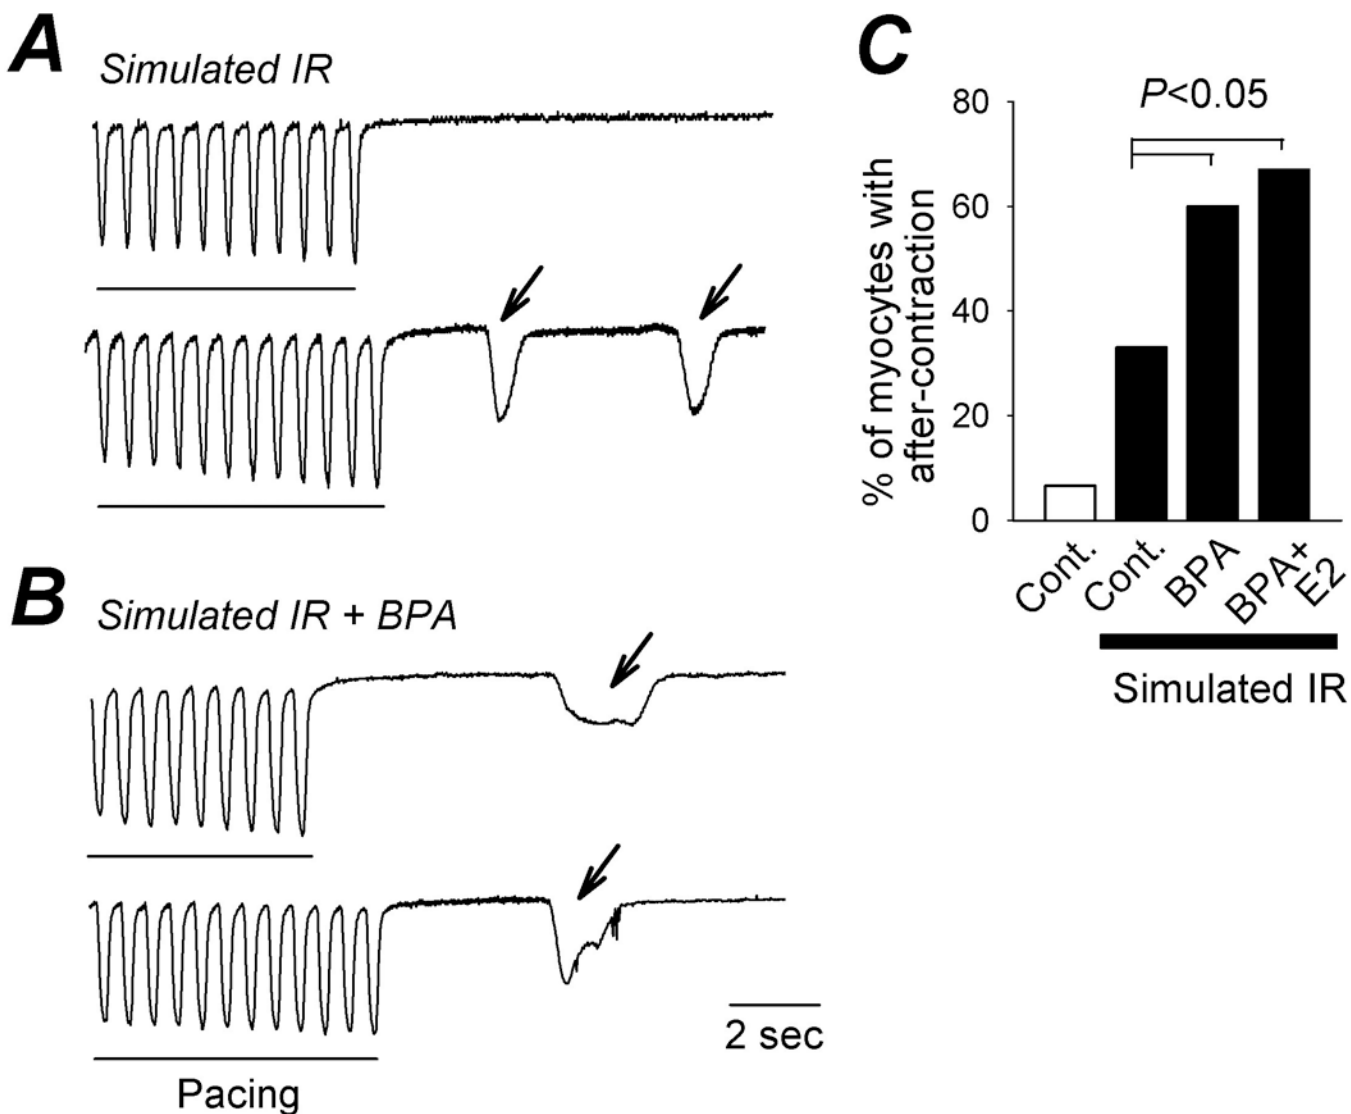 A
Simulated IR
B
Simulated IR + BPA
2 sec
Pacing
C
P<0.05
% of myocytes with
after-contraction
80
60
40
20
0
Cont.
Cont.
BPA
BPA+
E2
Simulated IR